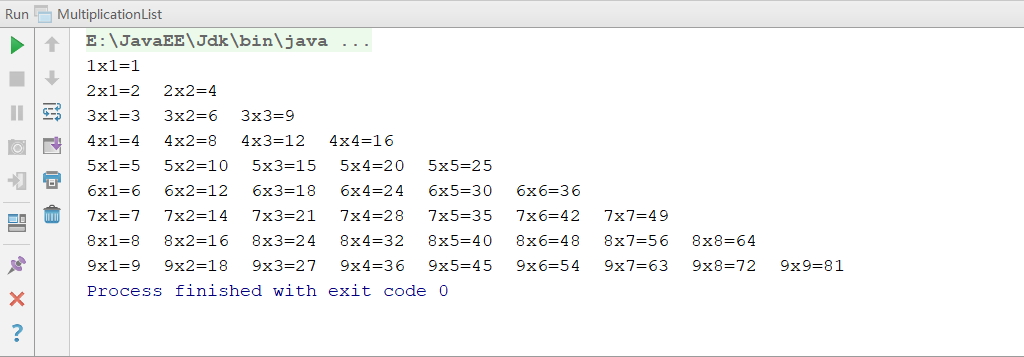 Run MultiplicationList
E:\JavaEE\Jdk\bin\java ...
1x1=1
2x1=2  2x2=4
3x1=3  3x2=6  3x3=9
4x1=4  4x2=8  4x3=12  4x4=16
5x1=5  5x2=10  5x3=15  5x4=20  5x5=25
6x1=6  6x2=12  6x3=18  6x4=24  6x5=30  6x6=36
7x1=7  7x2=14  7x3=21  7x4=28  7x5=35  7x6=42  7x7=49
8x1=8  8x2=16  8x3=24  8x4=32  8x5=40  8x6=48  8x7=56  8x8=64
9x1=9  9x2=18  9x3=27  9x4=36  9x5=45  9x6=54  9x7=63  9x8=72  9x9=81
Process finished with exit code 0